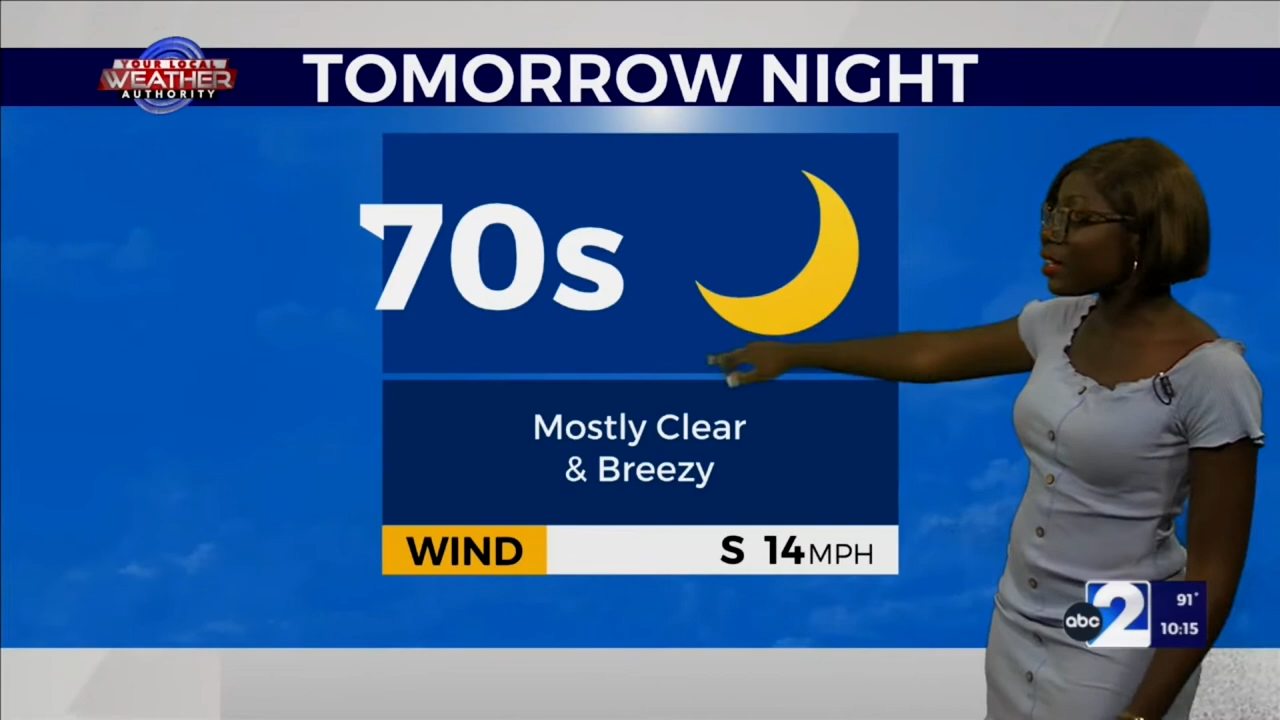 YOUR LOCAL
WEATHER
AUTHORITY
TOMORROW NIGHT
70s
Mostly Clear
& Breezy
WIND
S 14MPH
abc
2
91°
10:15